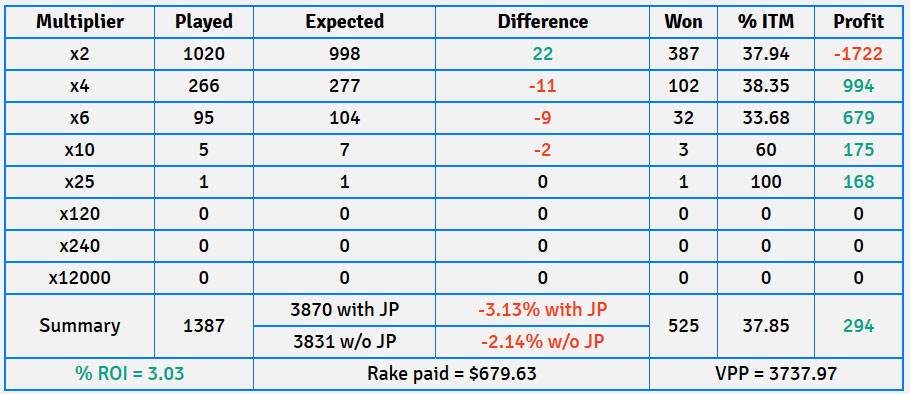 Multiplier Played Expected Difference Won % ITM Profit
x2 1020 998 22 387 37.94 -1722
x4 266 277 -11 102 38.35 994
x6 95 104 -9 32 33.68 679
x10 5 7 -2 3 60 175
x25 1 1 0 1 100 168
x120 0 0 0 0 0 0
x240 0 0 0 0 0 0
x12000 0 0 0 0 0 0
Summary 1387 3870 with JP -3.13% with JP 525 37.85 294
3831 w/o JP -2.14% w/o JP
% ROI = 3.03 Rake paid = $679.63 VPP = 3737.97